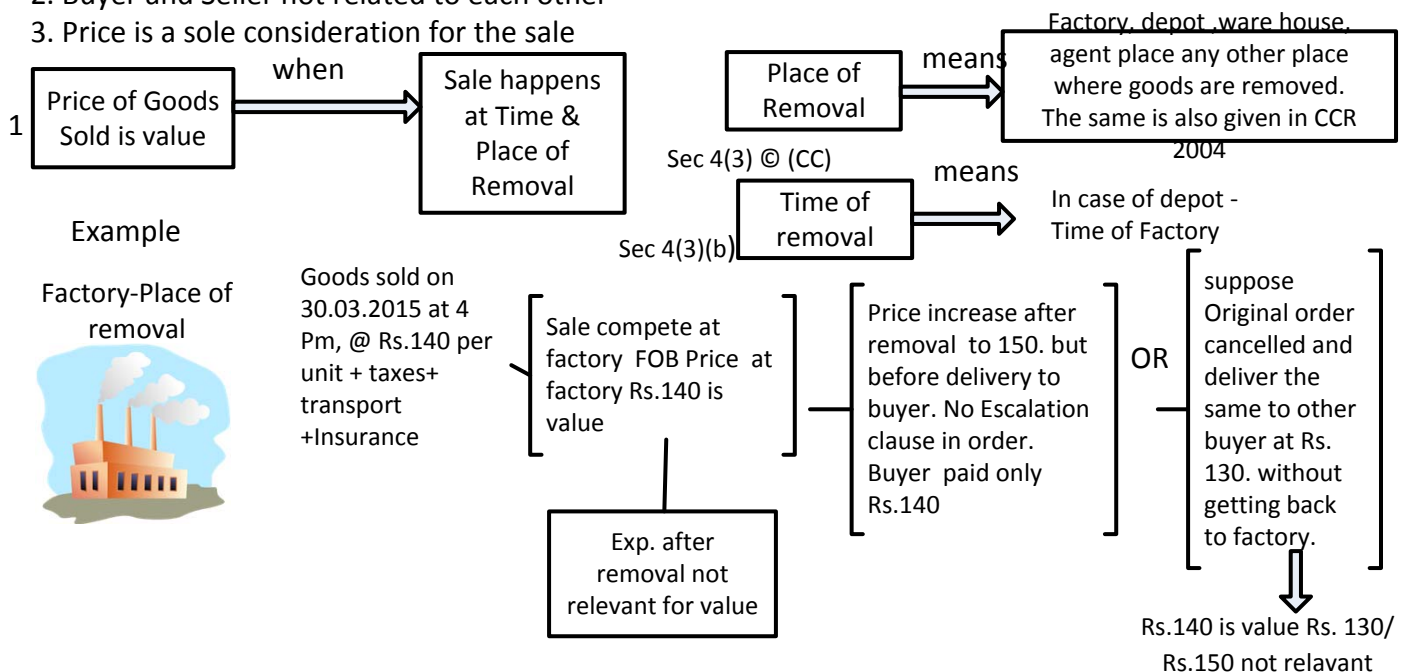 2. Buyer and Seller not related to each other
3. Price is a sole consideration for the sale
1
Price of Goods
Sold is value
when
Sale happens
at Time &
Place of
Removal
Place of
Removal
means
Factory, depot ,ware house,
agent place any other place
where goods are removed.
The same is also given in CCR
2004
Sec 4(3) © (CC)
Time of
removal
means
In case of depot -
Time of Factory
Sec 4(3)(b)
Example
Factory-Place of
removal
Goods sold on
30.03.2015 at 4
Pm, @ Rs.140 per
unit + taxes+
transport
+Insurance
Sale compete at
factory FOB Price at
factory Rs.140 is
value
Exp. after
removal not
relevant for value
Price increase after
removal to 150. but
before delivery to
buyer. No Escalation
clause in order.
Buyer paid only
Rs.140
OR
suppose
Original order
cancelled and
deliver the
same to other
buyer at Rs.
130. without
getting back
to factory.
Rs.140 is value Rs. 130/
Rs.150 not relevant